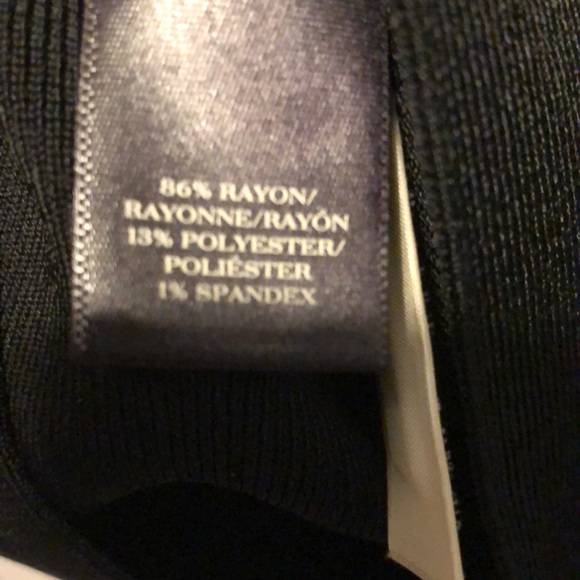 86% RAYON/
RAYONNE/RAYÓN
13% POLYESTER/
POLIÉSTER
1% SPANDEX